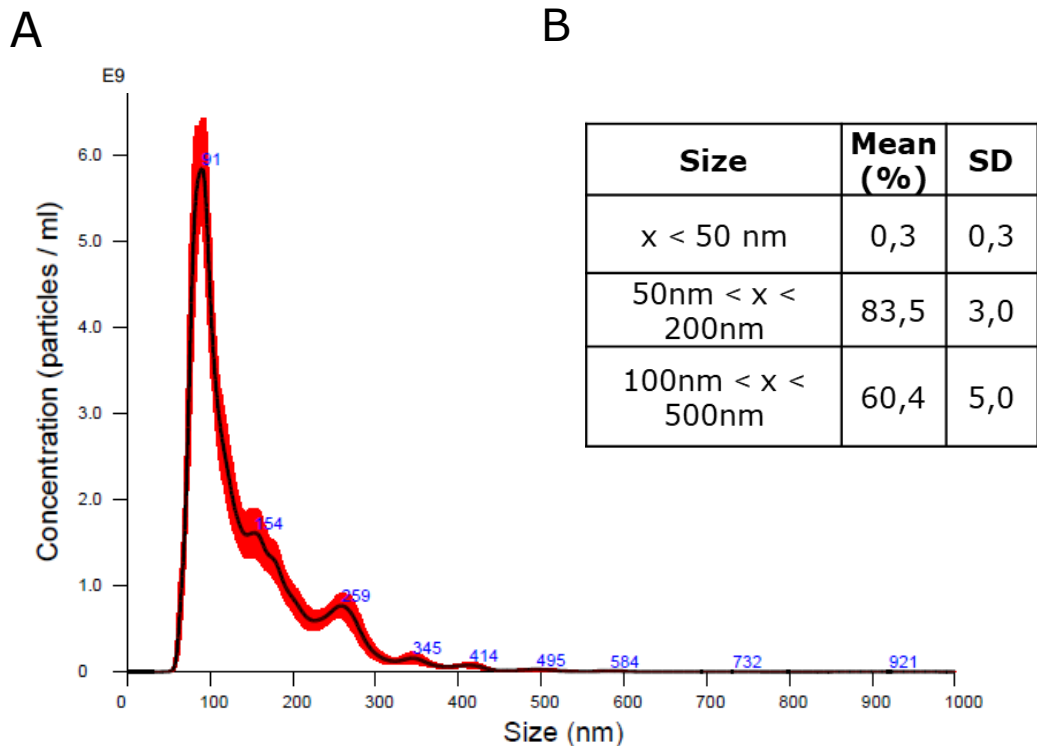 A
B
E9
6.0
5.0
4.0
3.0
2.0
1.0
0
Concentration (particles / ml)
91
154
259
345
414
495
584
732
921
0
100
200
300
400
500
600
700
800
900
1000
Size (nm)
Size
Mean
(%)
SD
x < 50 nm
0,3
0,3
50nm < x <
200nm
83,5
3,0
100nm < x <
500nm
60,4
5,0